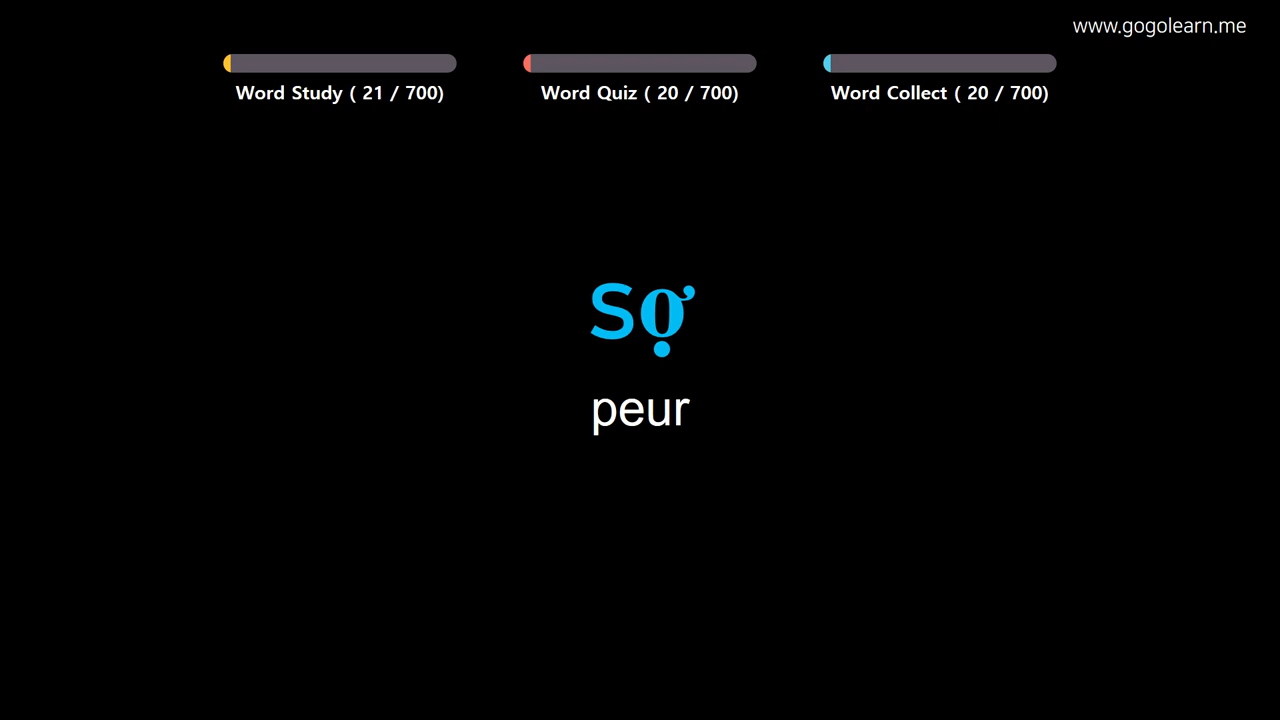 www.gogolearn.me
Word Study ( 21 / 700)
Word Quiz ( 20 / 700)
Word Collect ( 20 / 700)
sợ
peur